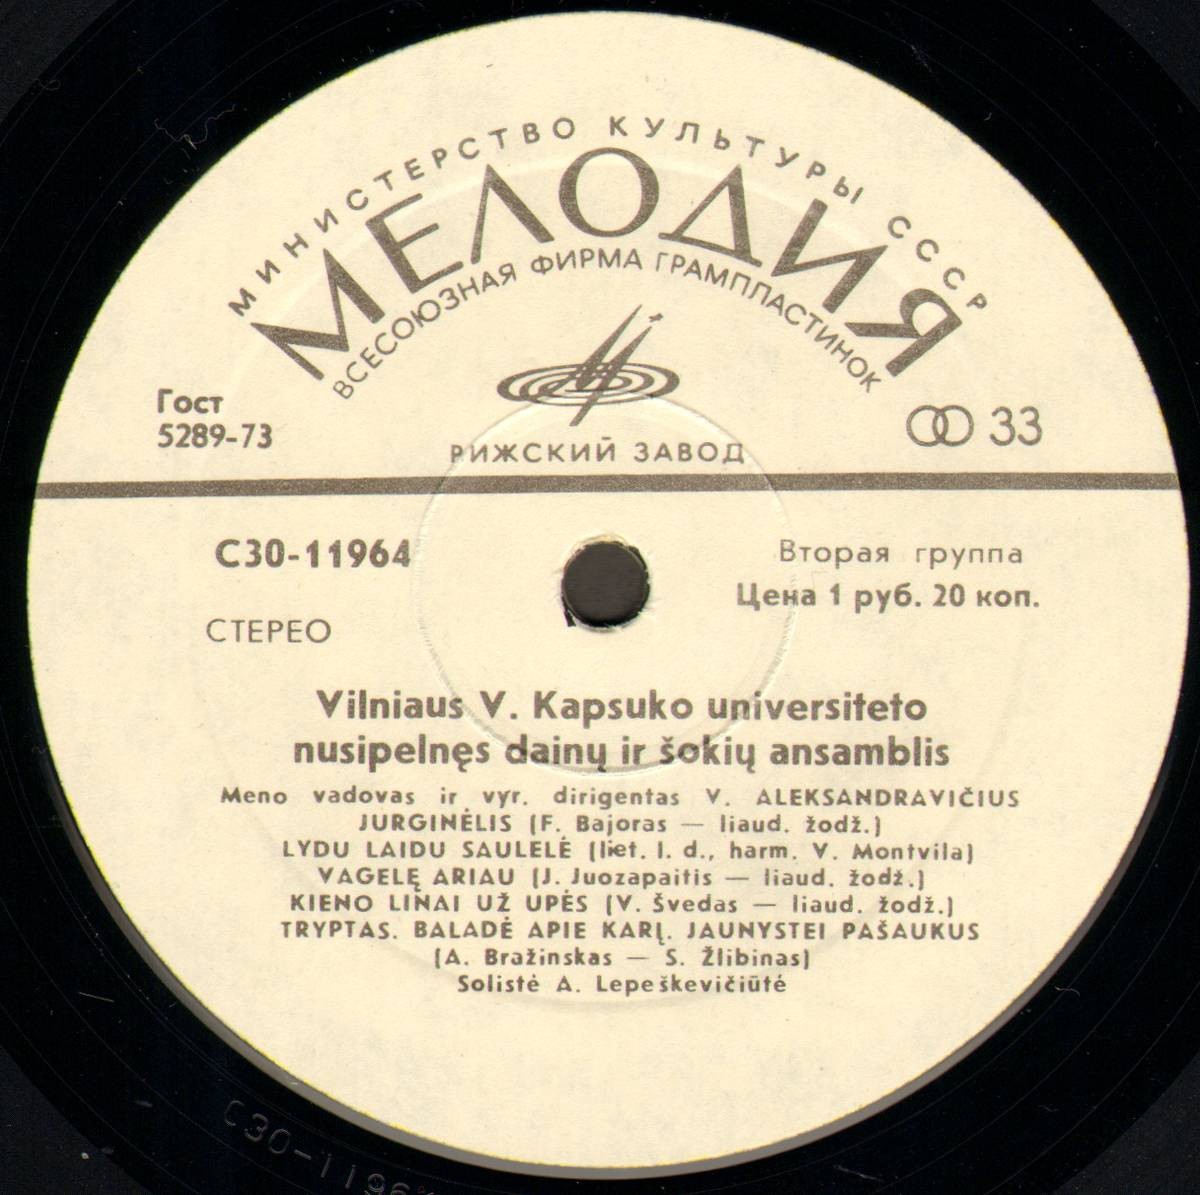 МИНИСТЕРСТВО КУЛЬТУРЫ СССР
МЕЛОДИЯ
ВСЕСОЮЗНАЯ ФИРМА ГРАМПЛАСТИНОК
Гост
5289-73
33
РИЖСКИЙ ЗАВОД
С30-11964
Вторая группа
Цена 1 руб. 20 коп.
СТЕРЕО
Vilniaus V. Kapsuko universiteto
nusipelnęs dainų ir šokių ansamblis
Meno vadovas ir vyr. dirigentas V. ALEKSANDRAVIČIUS
JURGINĖLIS (F. Bajoras — liaud. žodž.)
LYDU LAIDU SAULELĖ (liet. l. d., harm. V. Montvila)
VAGELĘ ARIAU (J. Juozapaitis — liaud. žodž.)
KIENO LINAI UŽ UPĖS (V. Švedas — liaud. žodž.)
TRYPTAS. BALADĖ APIE KARĮ. JAUNYSTEI PAŠAUKUS
(A. Bražinskas — S. Žlibinas)
Solistė A. Lepeškevičiūtė
С30-1196